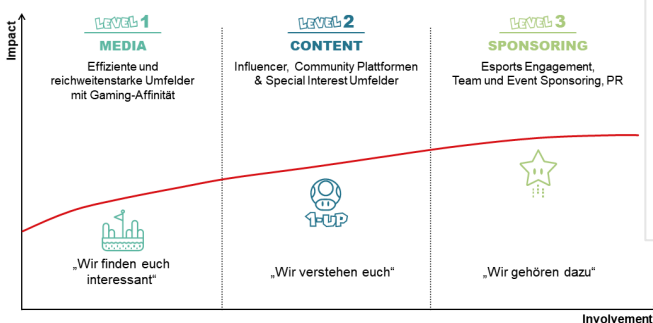 Impact
LEVEL 1
MEDIA
Effiziente und
reichweitenstarke Umfelder
mit Gaming-Affinität
„Wir finden euch
interessant“
LEVEL 2
CONTENT
Influencer, Community Plattformen
& Special Interest Umfelder
1-UP
„Wir verstehen euch“
LEVEL 3
SPONSORING
Esports Engagement,
Team und Event Sponsoring, PR
„Wir gehören dazu“
Involvement